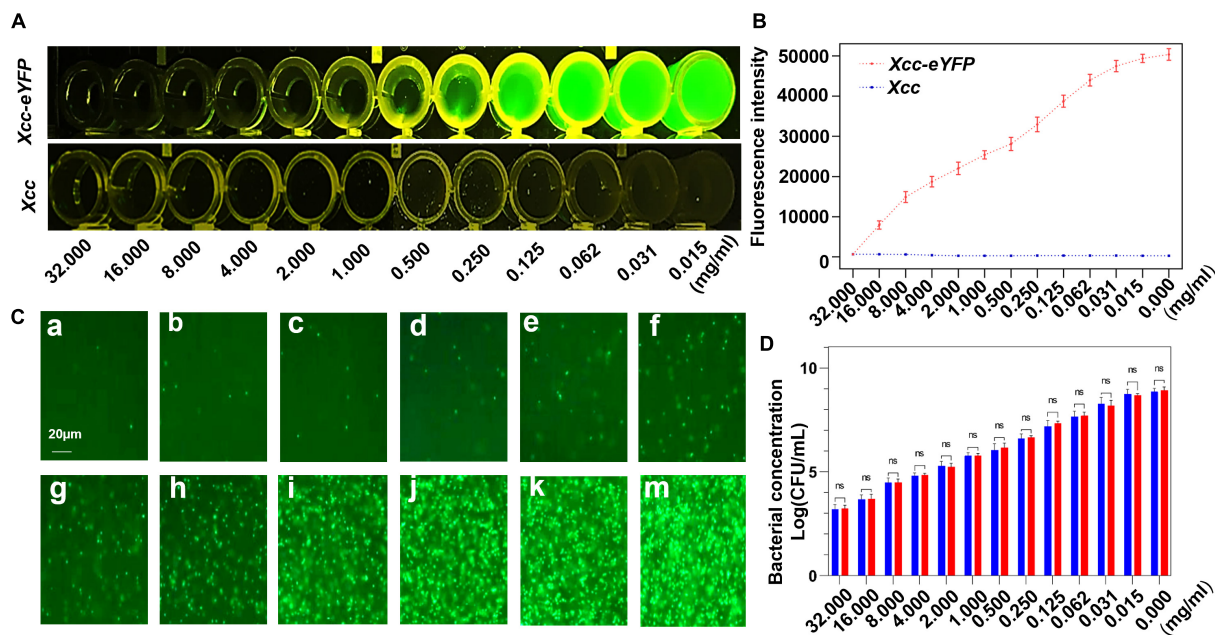 A
Xcc-eYFP
Xcc
32.000 16.000 8.000 4.000 2.000 1.000 0.500 0.250 0.125 0.062 0.031 0.015
(mg/ml)
B
Fluorescence intensity
50000
40000
30000
20000
10000
0
Xcc-eYFP
Xcc
32.000 16.000 8.000 4.000 2.000 1.000 0.500 0.250 0.125 0.062 0.031 0.015 0.000
(mg/ml)
C
a b c d e f
20μm
g h i j k m
D
Bacterial concentration
Log(CFU/mL)
10
5
0
ns ns ns ns ns ns ns ns ns ns ns ns ns
32.000 16.000 8.000 4.000 2.000 1.000 0.500 0.250 0.125 0.062 0.031 0.015 0.000
(mg/ml)